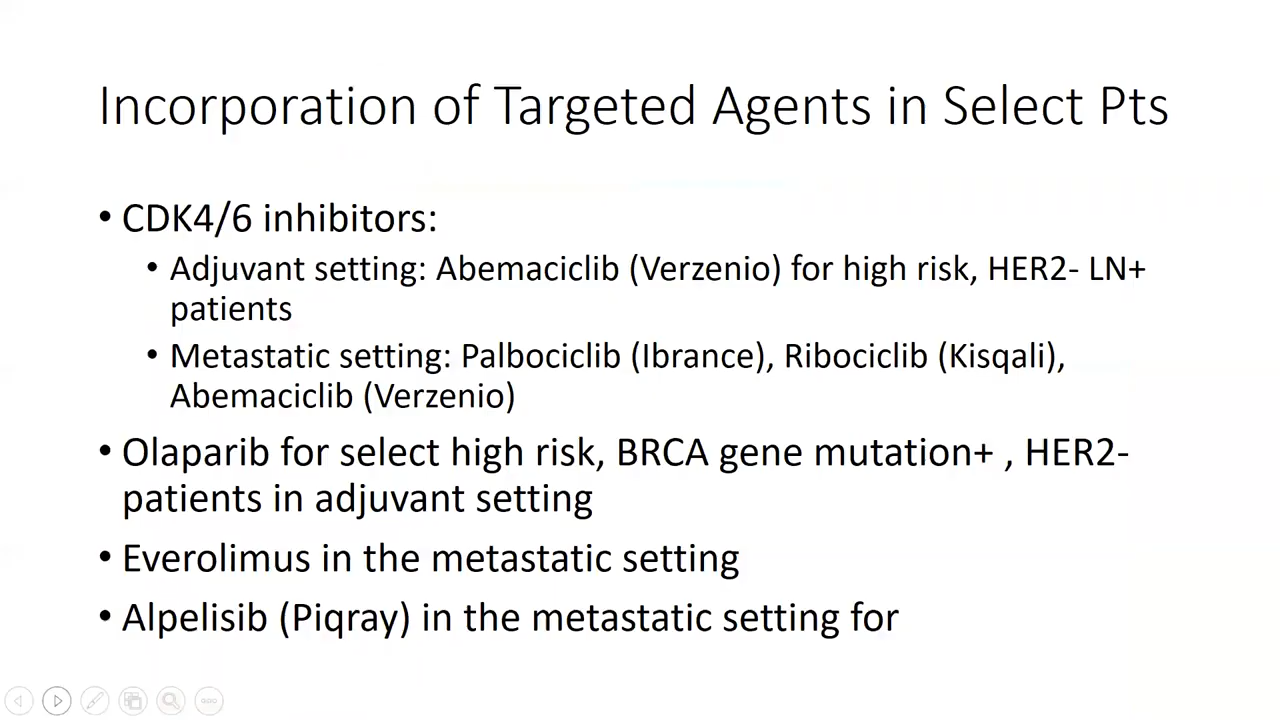 Incorporation of Targeted Agents in Select Pts
• CDK4/6 inhibitors:
• Adjuvant setting: Abemaciclib (Verzenio) for high risk, HER2- LN+
patients
• Metastatic setting: Palbociclib (Ibrance), Ribociclib (Kisqali),
Abemaciclib (Verzenio)
• Olaparib for select high risk, BRCA gene mutation+ , HER2-
patients in adjuvant setting
• Everolimus in the metastatic setting
• Alpelisib (Piqray) in the metastatic setting for